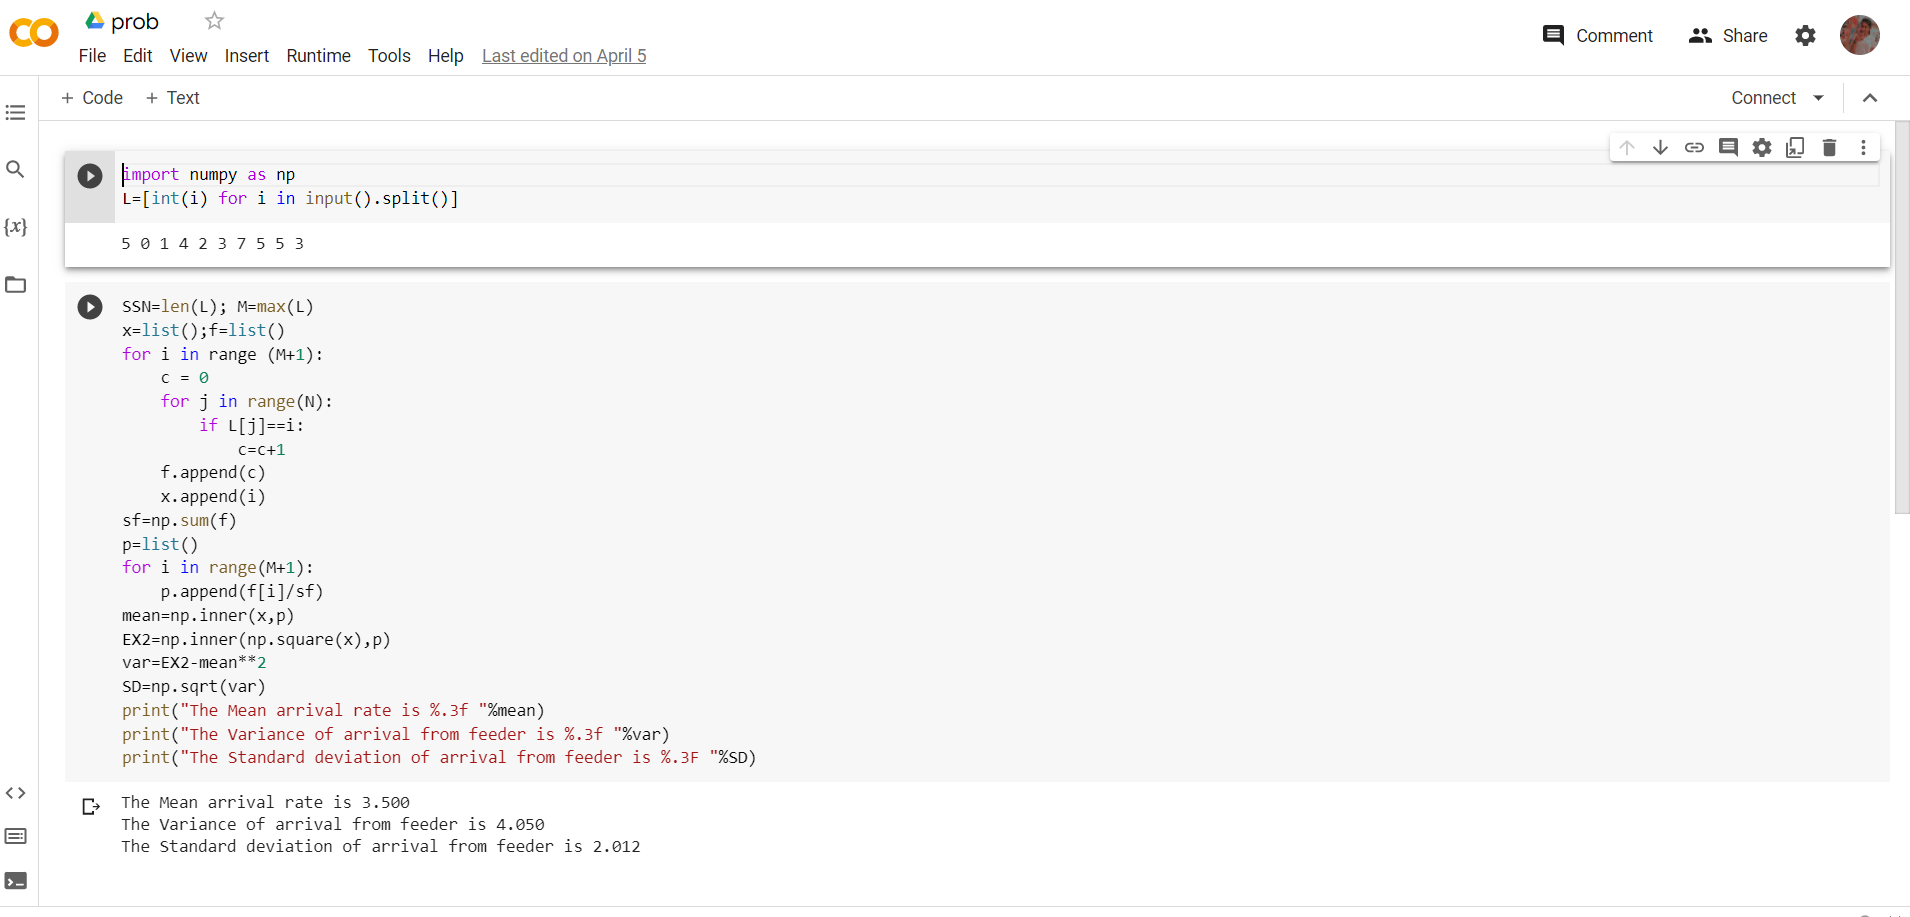 prob
File Edit View Insert Runtime Tools Help Last edited on April 5
Comment Share
+ Code + Text
Connect
import numpy as np
L=[int(i) for i in input().split()]
5 0 1 4 2 3 7 5 5 3
SSN=len(L); M=max(L)
x=list();f=list()
for i in range (M+1):
    c = 0
    for j in range(N):
        if L[j]==i:
            c=c+1
    f.append(c)
    x.append(i)
sf=np.sum(f)
p=list()
for i in range(M+1):
    p.append(f[i]/sf)
mean=np.inner(x,p)
EX2=np.inner(np.square(x),p)
var=EX2-mean**2
SD=np.sqrt(var)
print("The Mean arrival rate is %.3f "%mean)
print("The Variance of arrival from feeder is %.3f "%var)
print("The Standard deviation of arrival from feeder is %.3F "%SD)
The Mean arrival rate is 3.500
The Variance of arrival from feeder is 4.050
The Standard deviation of arrival from feeder is 2.012